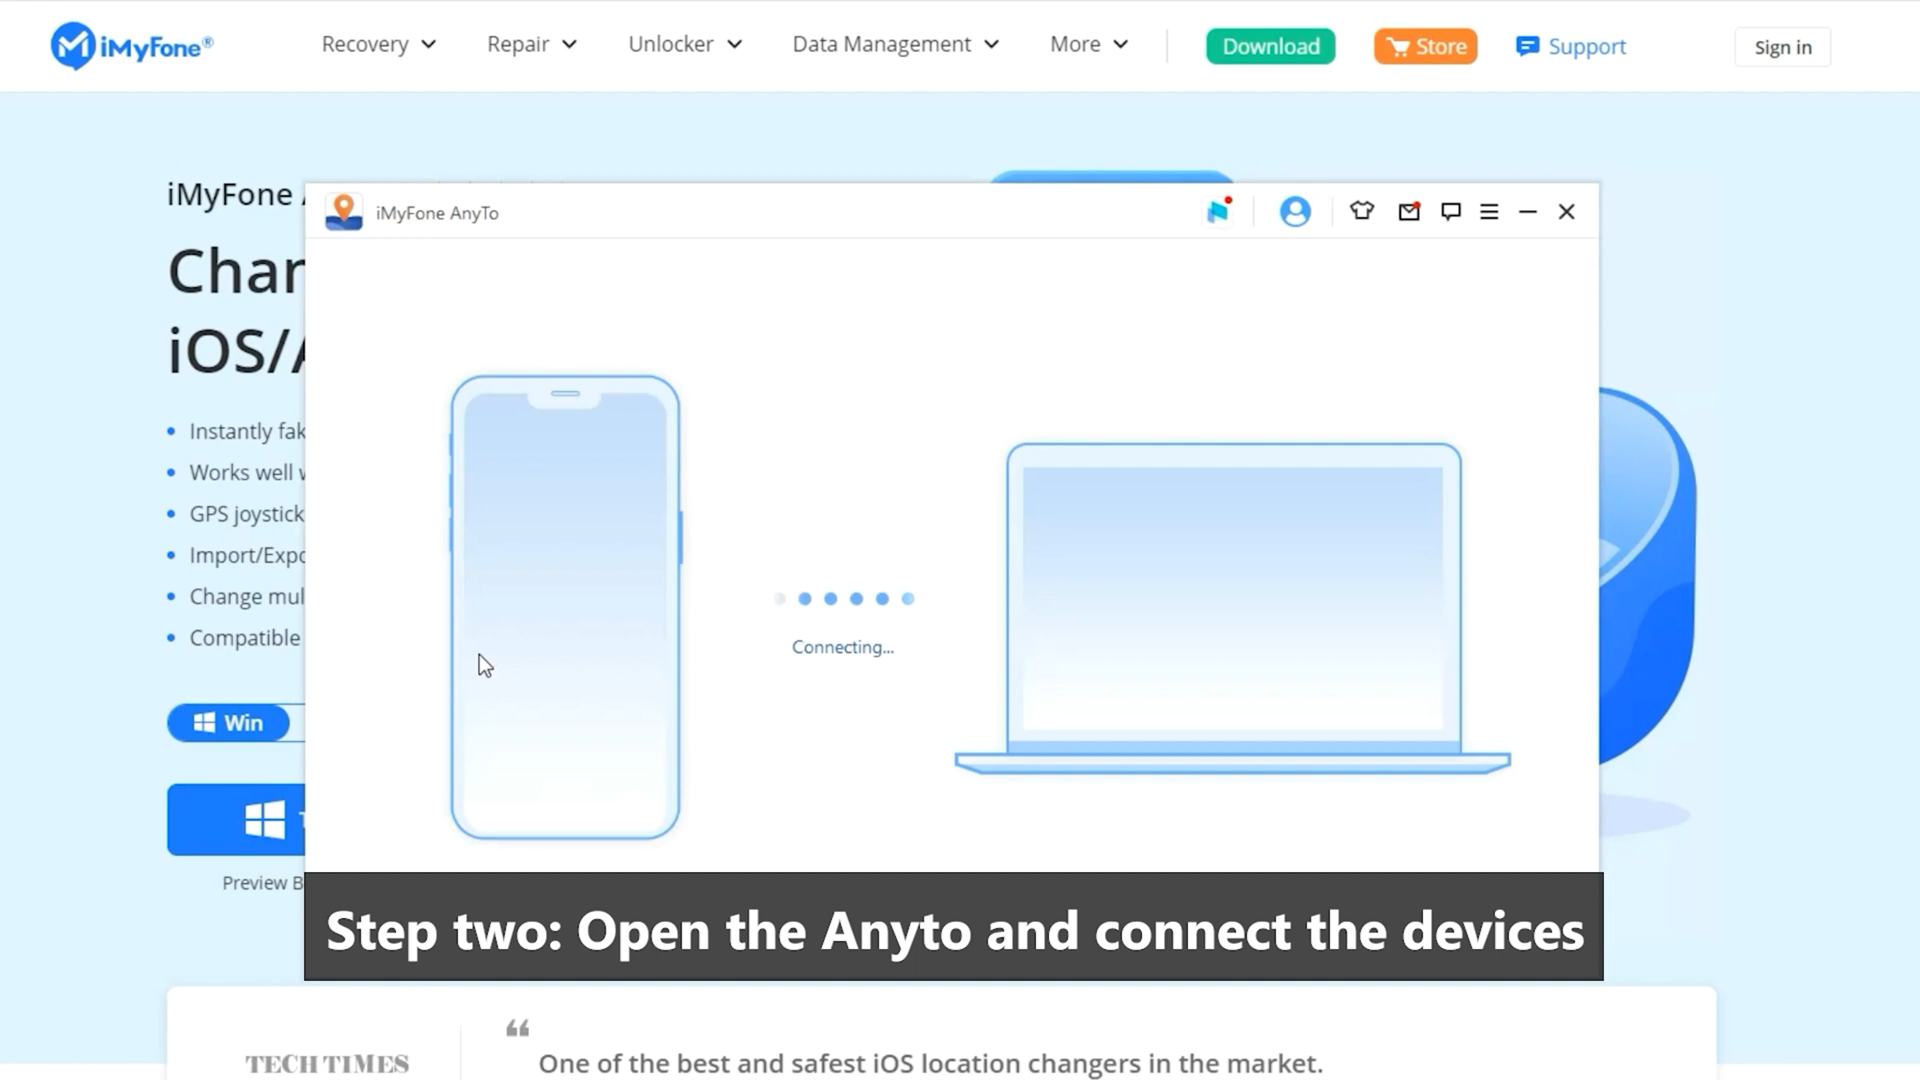 iMyFone®
Recovery
Repair
Unlocker
Data Management
More
Download
Store
Support
Sign in
iMyFone
iMyFone AnyTo
Char
iOS/
Instantly fak
Works well
GPS joystick
Import/Expo
Change mul
Compatible
Connecting...
Win
Preview B
Step two: Open the Anyto and connect the devices
“
TECH TIMES
One of the best and safest iOS location changers in the market.